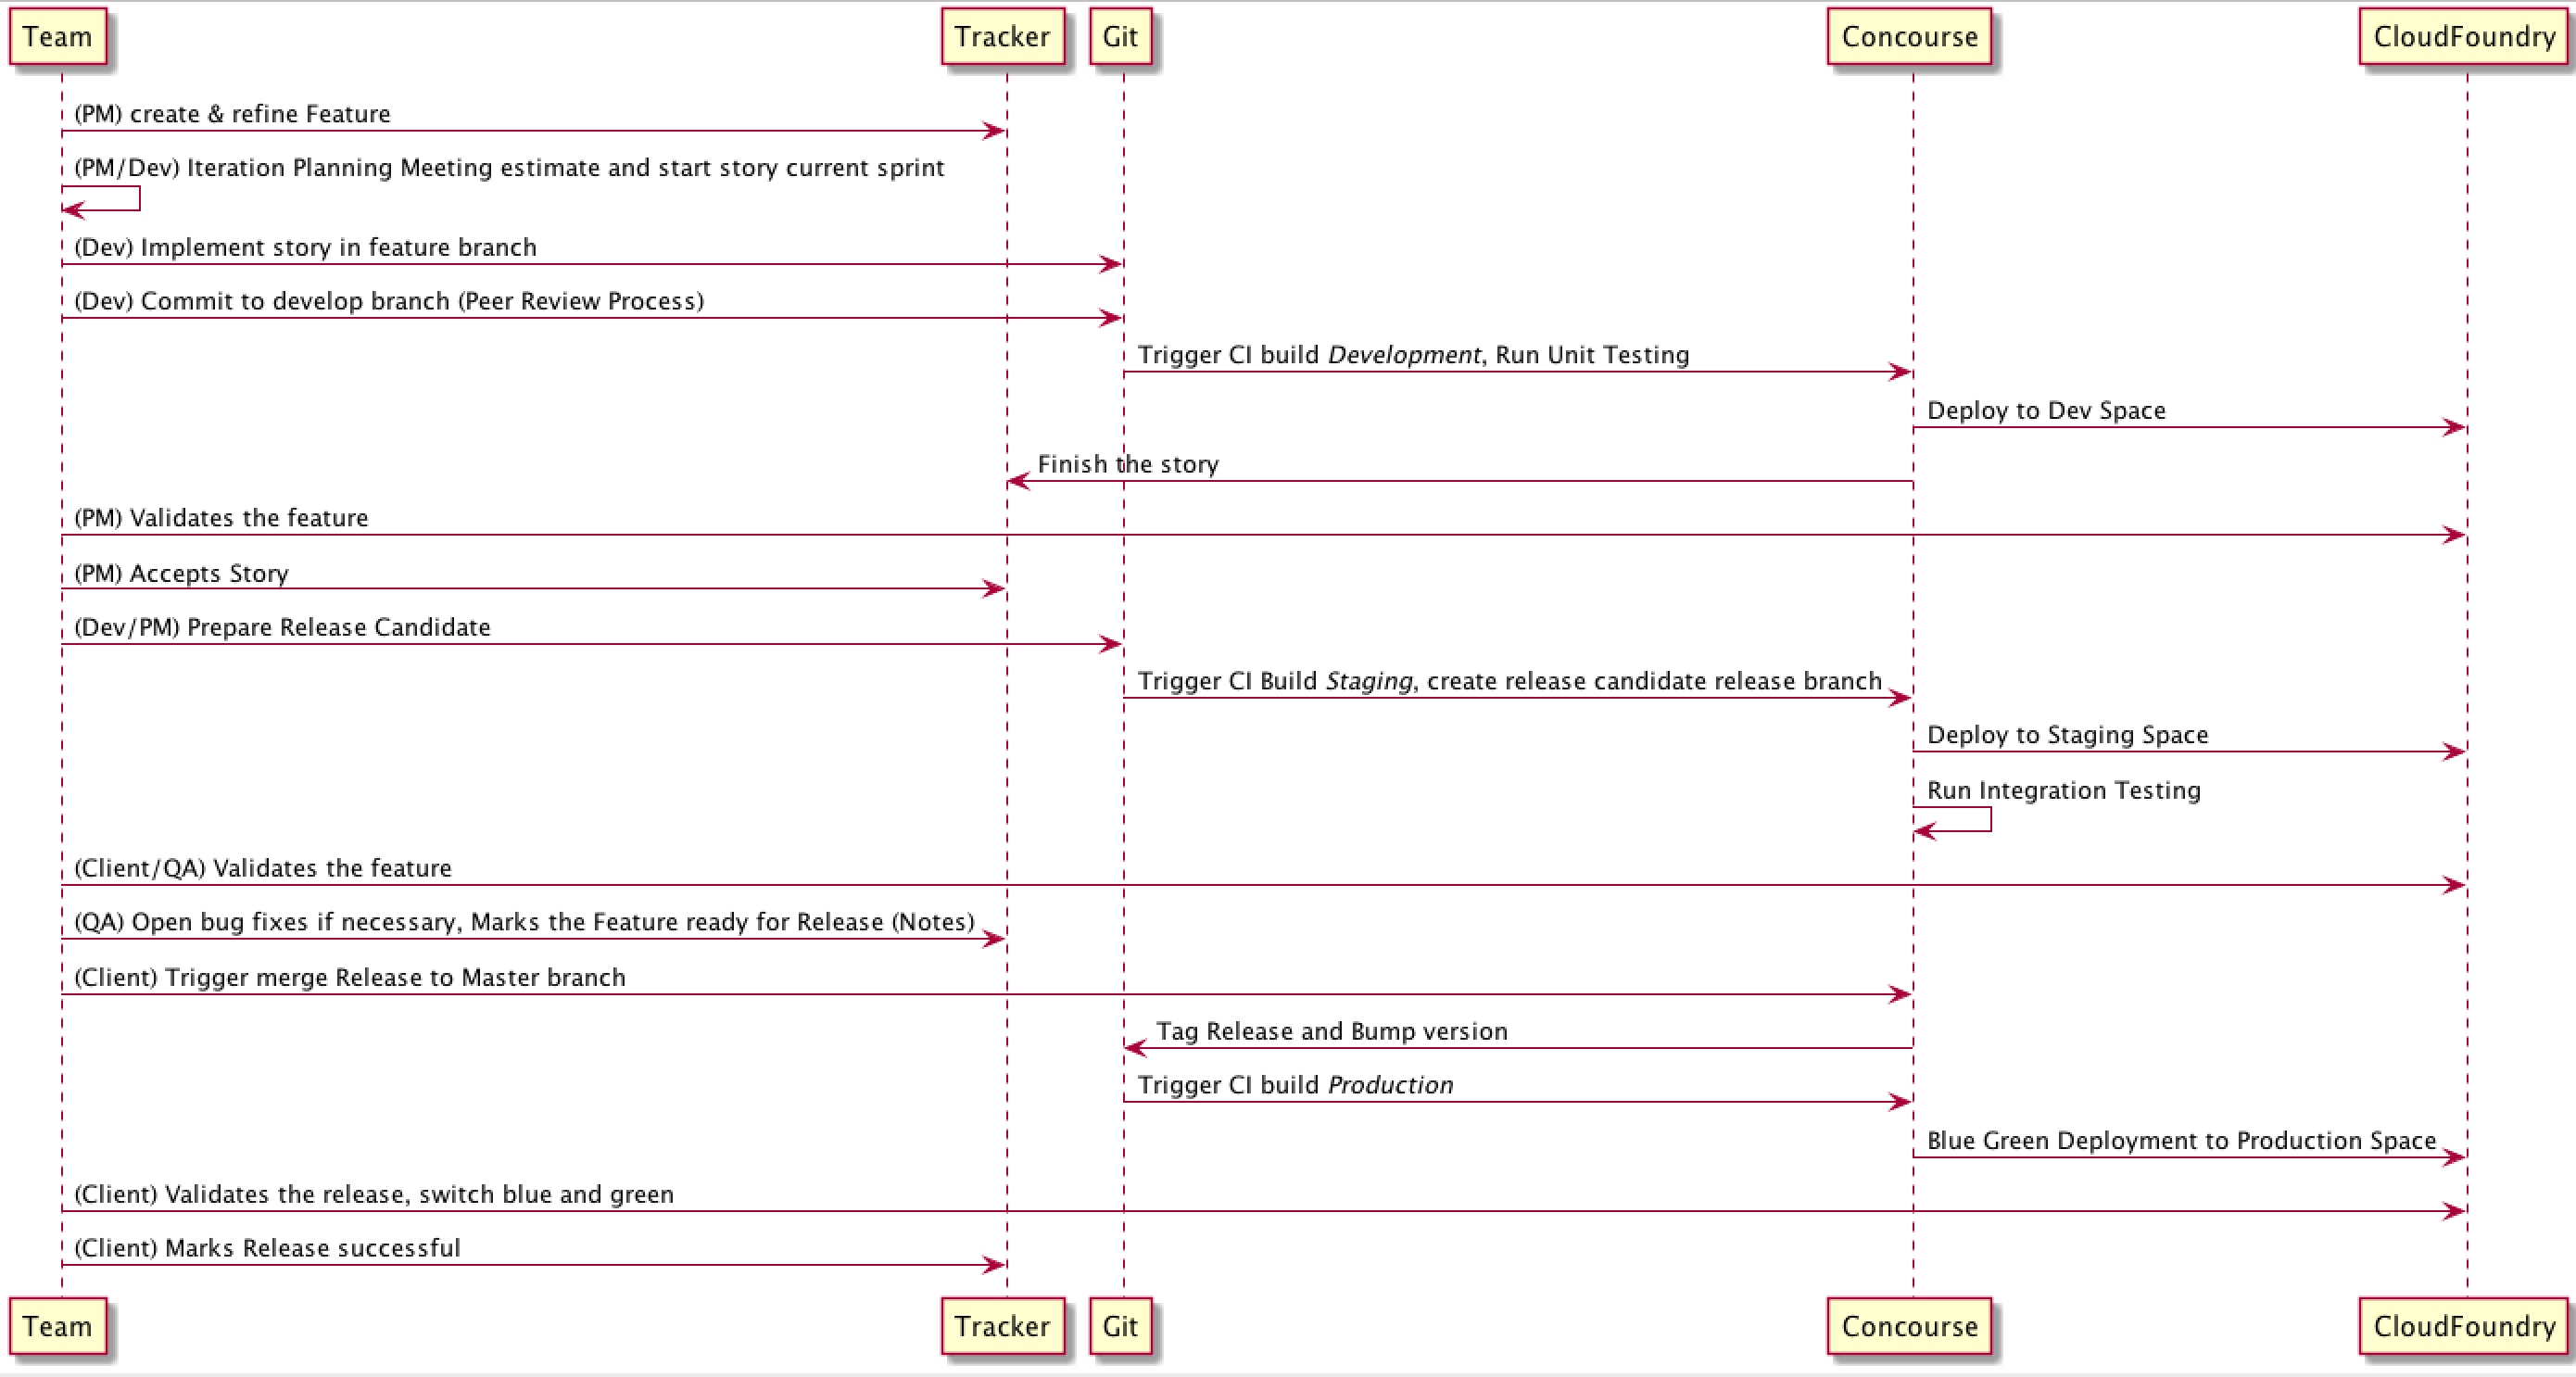 Team
Tracker
Git
Concourse
CloudFoundry
(PM) create & refine Feature
(PM/Dev) Iteration Planning Meeting estimate and start story current sprint
(Dev) Implement story in feature branch
(Dev) Commit to develop branch (Peer Review Process)
Trigger CI build Development, Run Unit Testing
Deploy to Dev Space
Finish the story
(PM) Validates the feature
(PM) Accepts Story
(Dev/PM) Prepare Release Candidate
Trigger CI Build Staging, create release candidate release branch
Deploy to Staging Space
Run Integration Testing
(Client/QA) Validates the feature
(QA) Open bug fixes if necessary, Marks the Feature ready for Release (Notes)
(Client) Trigger merge Release to Master branch
Tag Release and Bump version
Trigger CI build Production
Blue Green Deployment to Production Space
(Client) Validates the release, switch blue and green
(Client) Marks Release successful
Team
Tracker
Git
Concourse
CloudFoundry